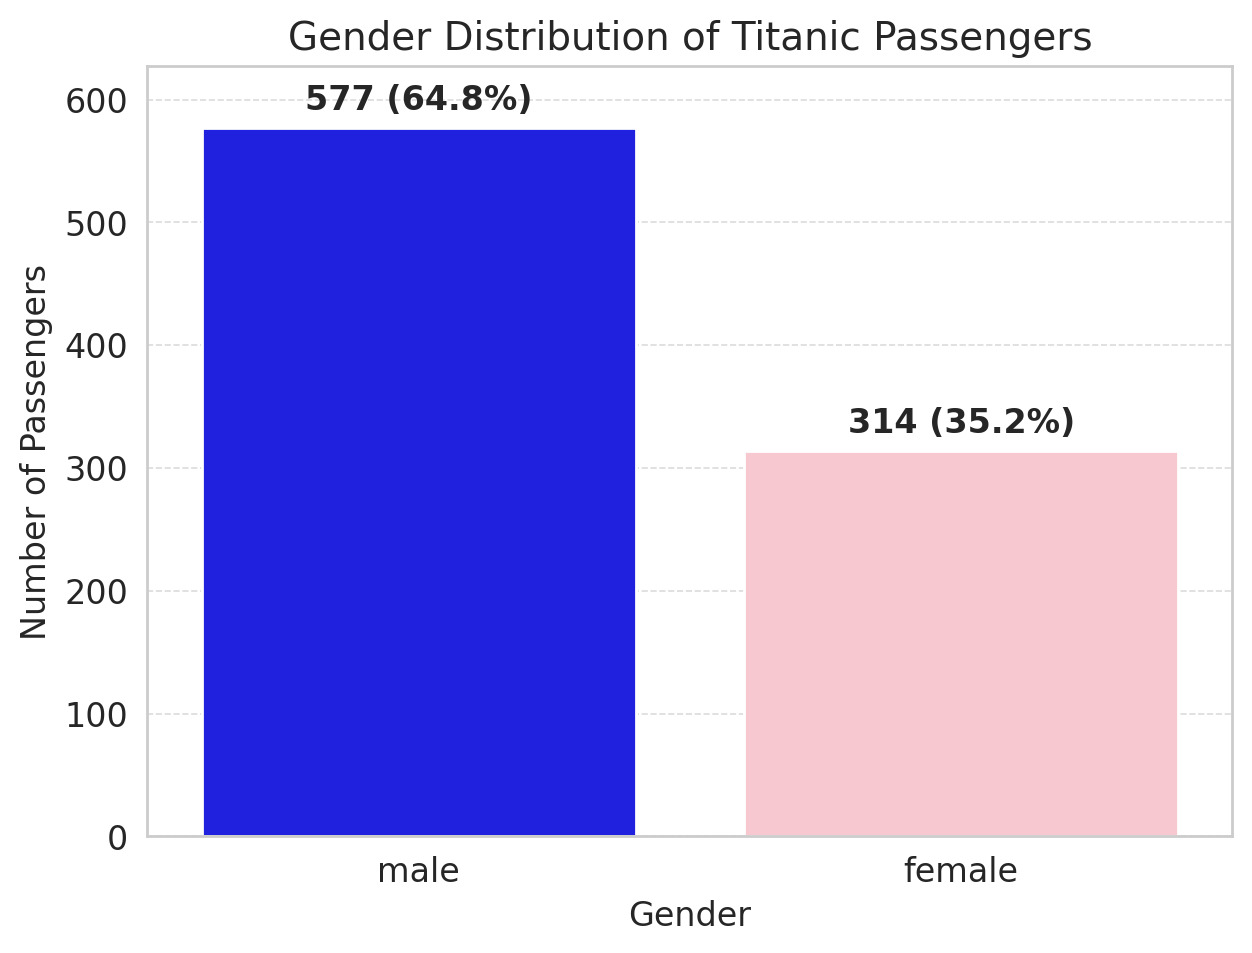 Gender Distribution of Titanic Passengers
Number of Passengers
600
500
400
300
200
100
0
577 (64.8%)
314 (35.2%)
male
female
Gender